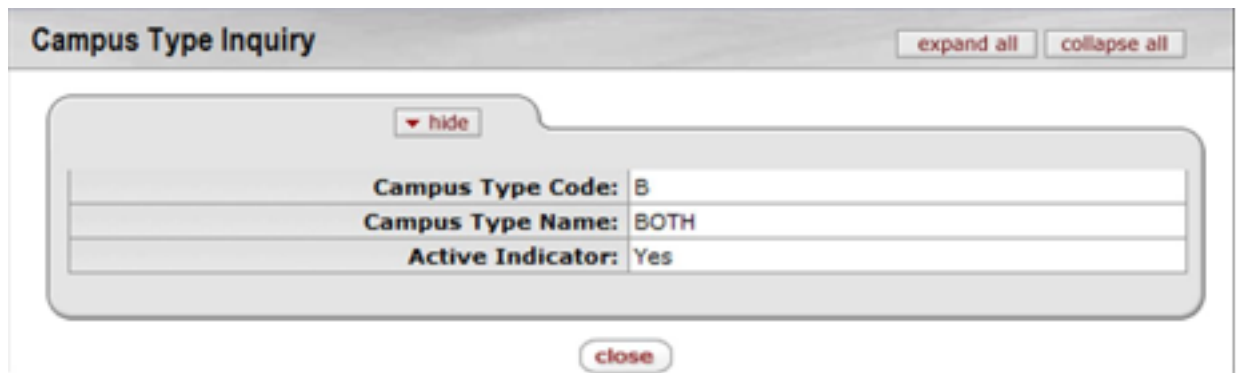 Campus Type Inquiry expand all collapse all
hide
Campus Type Code: B
Campus Type Name: BOTH
Active Indicator: Yes
close